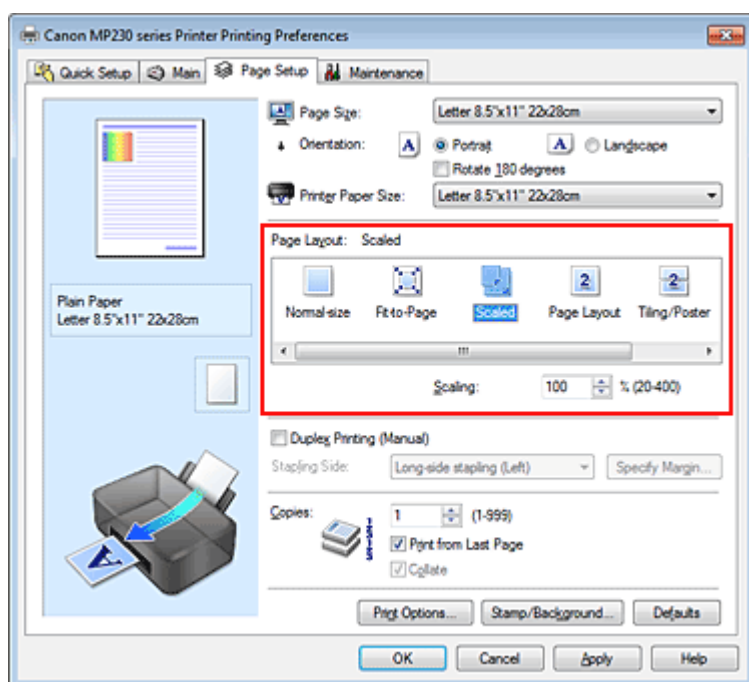 Canon MP230 series Printer Printing Preferences
Quick Setup Main Page Setup Maintenance
Page Size: Letter 8.5"x11" 22x28cm
Orientation: A Portrait A Landscape
Rotate 180 degrees
Printer Paper Size: Letter 8.5"x11" 22x28cm
Page Layout: Scaled
Normal-size Fit-to-Page Scaled Page Layout Tiling/Poster
Scaling: 100 % (20-400)
Plain Paper
Letter 8.5"x11" 22x28cm
Duplex Printing (Manual)
Stapling Side: Long-side stapling (Left) Specify Margin...
Copies: 1 (1-999)
Print from Last Page
Collate
Print Options... Stamp/Background... Defaults
OK Cancel Apply Help